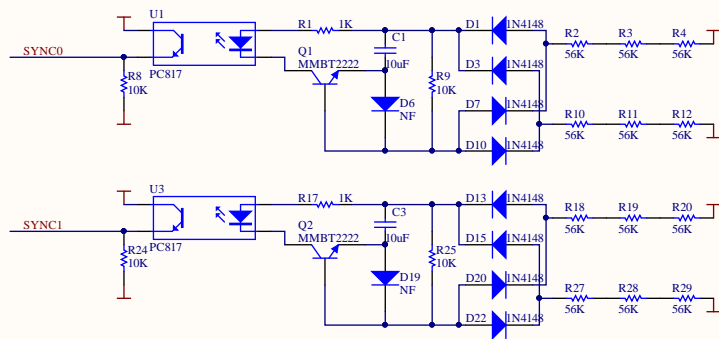 U1
SYNC0
R8
10K
PC817
R1 1K
Q1
MMBT2222
C1
10uF
D6
NF
R9
10K
D1 1N4148
D3 1N4148
D7 1N4148
D10 1N4148
R2 R3 R4
56K 56K 56K
R10 R11 R12
56K 56K 56K
U3
SYNC1
R24
10K
PC817
R17 1K
Q2
MMBT2222
C3
10uF
D19
NF
R25
10K
D13 1N4148
D15 1N4148
D20 1N4148
D22 1N4148
R18 R19 R20
56K 56K 56K
R27 R28 R29
56K 56K 56K